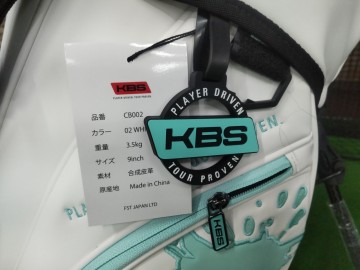 KBS
品番 CB002
カラー 02 WH
重量 3.5kg
サイズ 9inch
素材 合成皮革
原産地 Made in China
FST JAPAN LTD
PLAYER DRIVEN
KBS
TOUR PROVEN
KBS